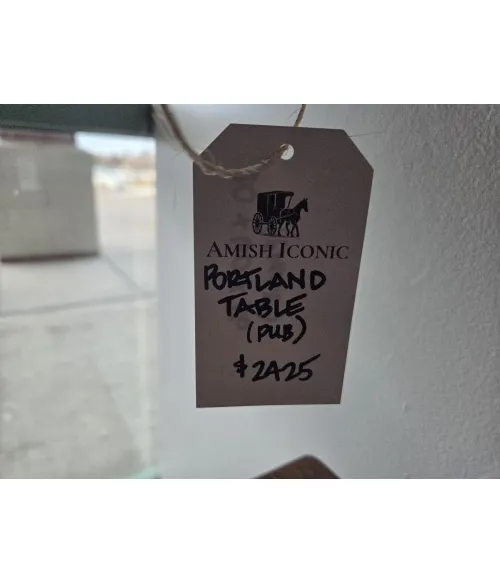 AMISH ICONIC
PORTLAND
TABLE
(PUB)
$2425